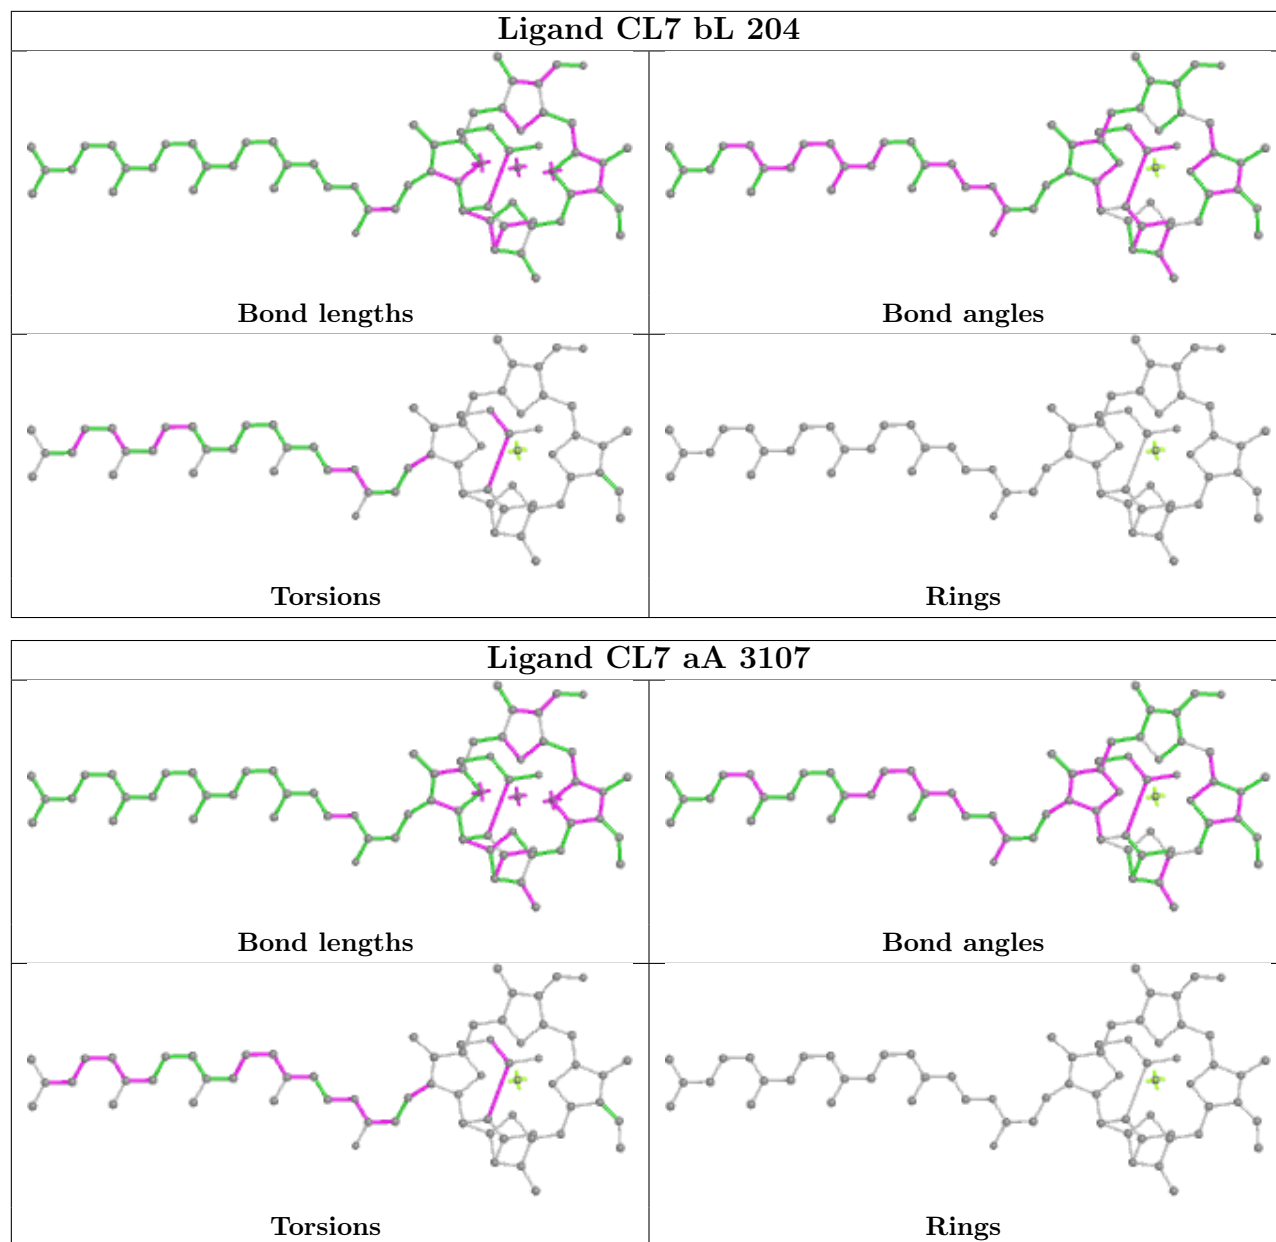 Ligand CL7 bL 204
Bond lengths
Bond angles
Torsions
Rings
Ligand CL7 aA 3107
Bond lengths
Bond angles
Torsions
Rings